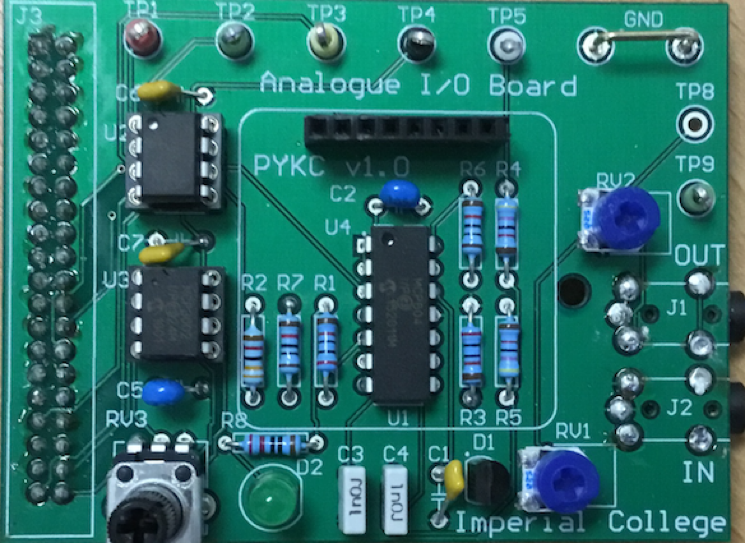 J3
TP1 TP2 TP3 TP4 TP5 GND
C6 Analogue I/O Board
TP8
U2
PYKC v1.0 R6 R4 RV2 TP9
C2
U4
C7 OUT
U3 R2 R7 R1 J1
C5 J2
RV3 R8 U1 R3 R5
D2 C3 C4 C1 D1 RV1 IN
1nOJ
Imperial College